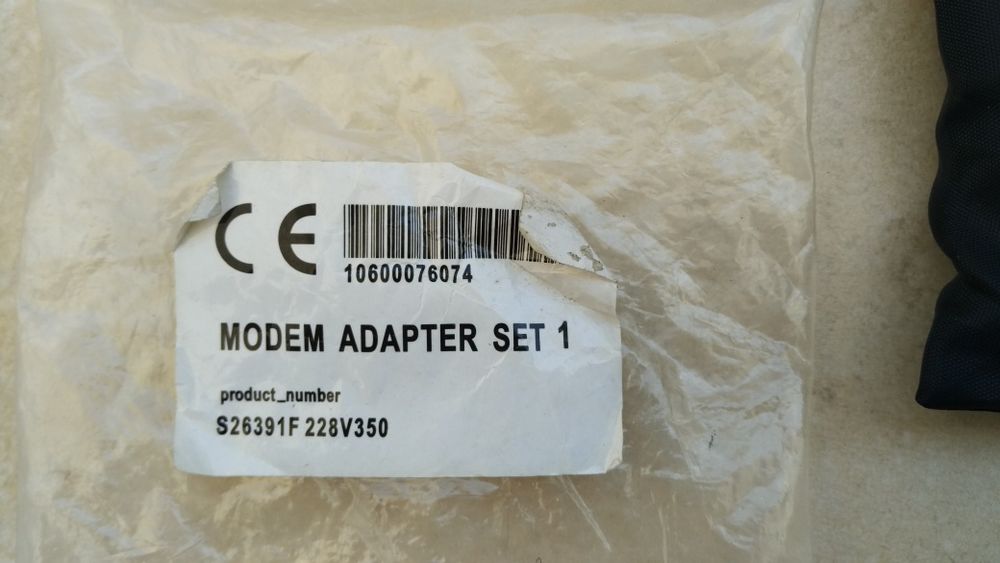 CE
10600076074
MODEM ADAPTER SET 1
product_number
S26391F 228V350